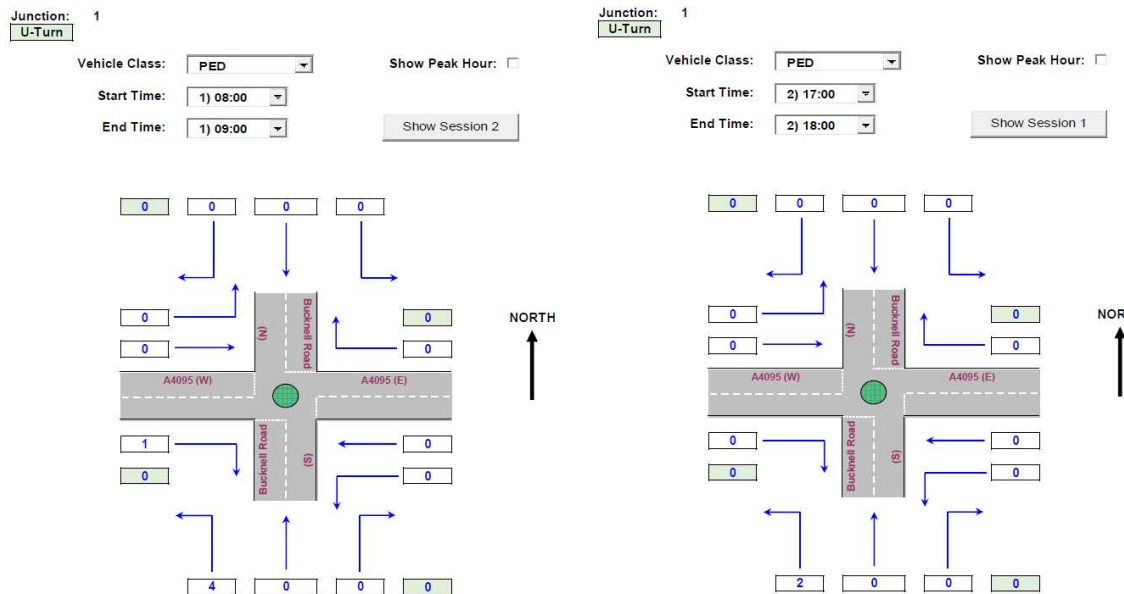 Junction: 1
U-Turn
Vehicle Class: PED Show Peak Hour:
Start Time: 1) 08:00
End Time: 1) 09:00 Show Session 2
0 0 0 0
0 0
0 0
NORTH
Bucknell Road
(N)
A4095 (W) A4095 (E)
Bucknell Road
(S)
1 0
0 0
4 0 0 0
Junction: 1
U-Turn
Vehicle Class: PED Show Peak Hour:
Start Time: 2) 17:00
End Time: 2) 18:00 Show Session 1
0 0 0 0
0 0
0 0
NOR
Bucknell Road
(N)
A4095 (W) A4095 (E)
Bucknell Road
(S)
0 0
0 0
2 0 0 0